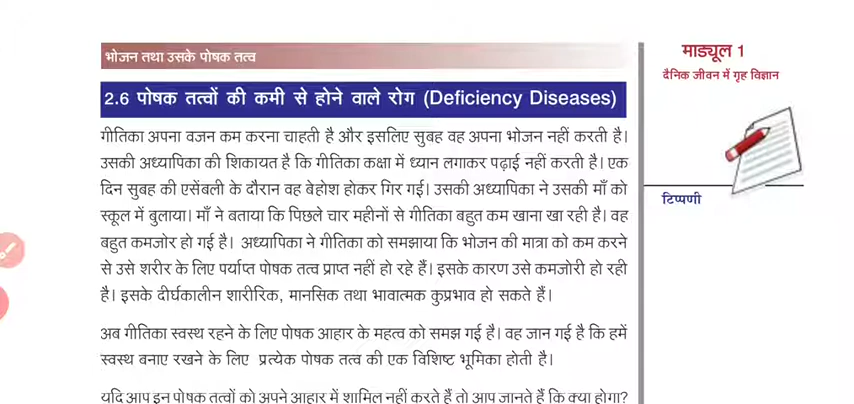 भोजन तथा उसके पोषक तत्व
माड्यूल 1
दैनिक जीवन में गृह विज्ञान
2.6 पोषक तत्वों की कमी से होने वाले रोग (Deficiency Diseases)
गीतिका अपना वजन कम करना चाहती है और इसलिए सुबह वह अपना भोजन नहीं करती है।
उसकी अध्यापिका की शिकायत है कि गीतिका कक्षा में ध्यान लगाकर पढ़ाई नहीं करती है। एक
दिन सुबह की एसेंबली के दौरान वह बेहोश होकर गिर गई। उसकी अध्यापिका ने उसकी माँ को
स्कूल में बुलाया। माँ ने बताया कि पिछले चार महीनों से गीतिका बहुत कम खाना खा रही है। वह
बहुत कमजोर हो गई है। अध्यापिका ने गीतिका को समझाया कि भोजन की मात्रा को कम करने
से उसे शरीर के लिए पर्याप्त पोषक तत्व प्राप्त नहीं हो रहे हैं। इसके कारण उसे कमजोरी हो रही
है। इसके दीर्घकालीन शारीरिक, मानसिक तथा भावात्मक कुप्रभाव हो सकते हैं।
अब गीतिका स्वस्थ रहने के लिए पोषक आहार के महत्व को समझ गई है। वह जान गई है कि हमें
स्वस्थ बनाए रखने के लिए प्रत्येक पोषक तत्व की एक विशिष्ट भूमिका होती है।
यदि आप इन पोषक तत्वों को अपने आहार में शामिल नहीं करते हैं तो आप जानते हैं कि क्या होगा?
टिप्पणी